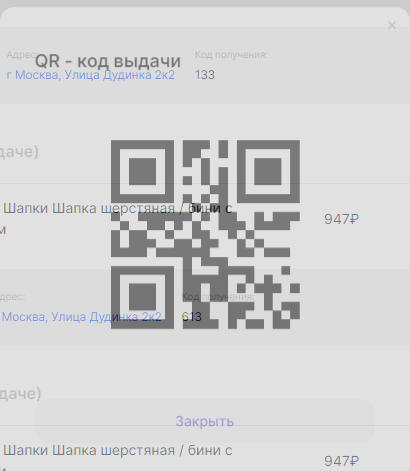 Адрес:
Код получения:
QR - код выдачи
г Москва, Улица Дудинка 2к2
133
даче)
Шапки Шапка шерстяная / бини с
947₽
м
дрес:
Код получения:
Москва, Улица Дудинка 2к2
613
даче)
Закрыть
Шапки Шапка шерстяная / бини с
947₽